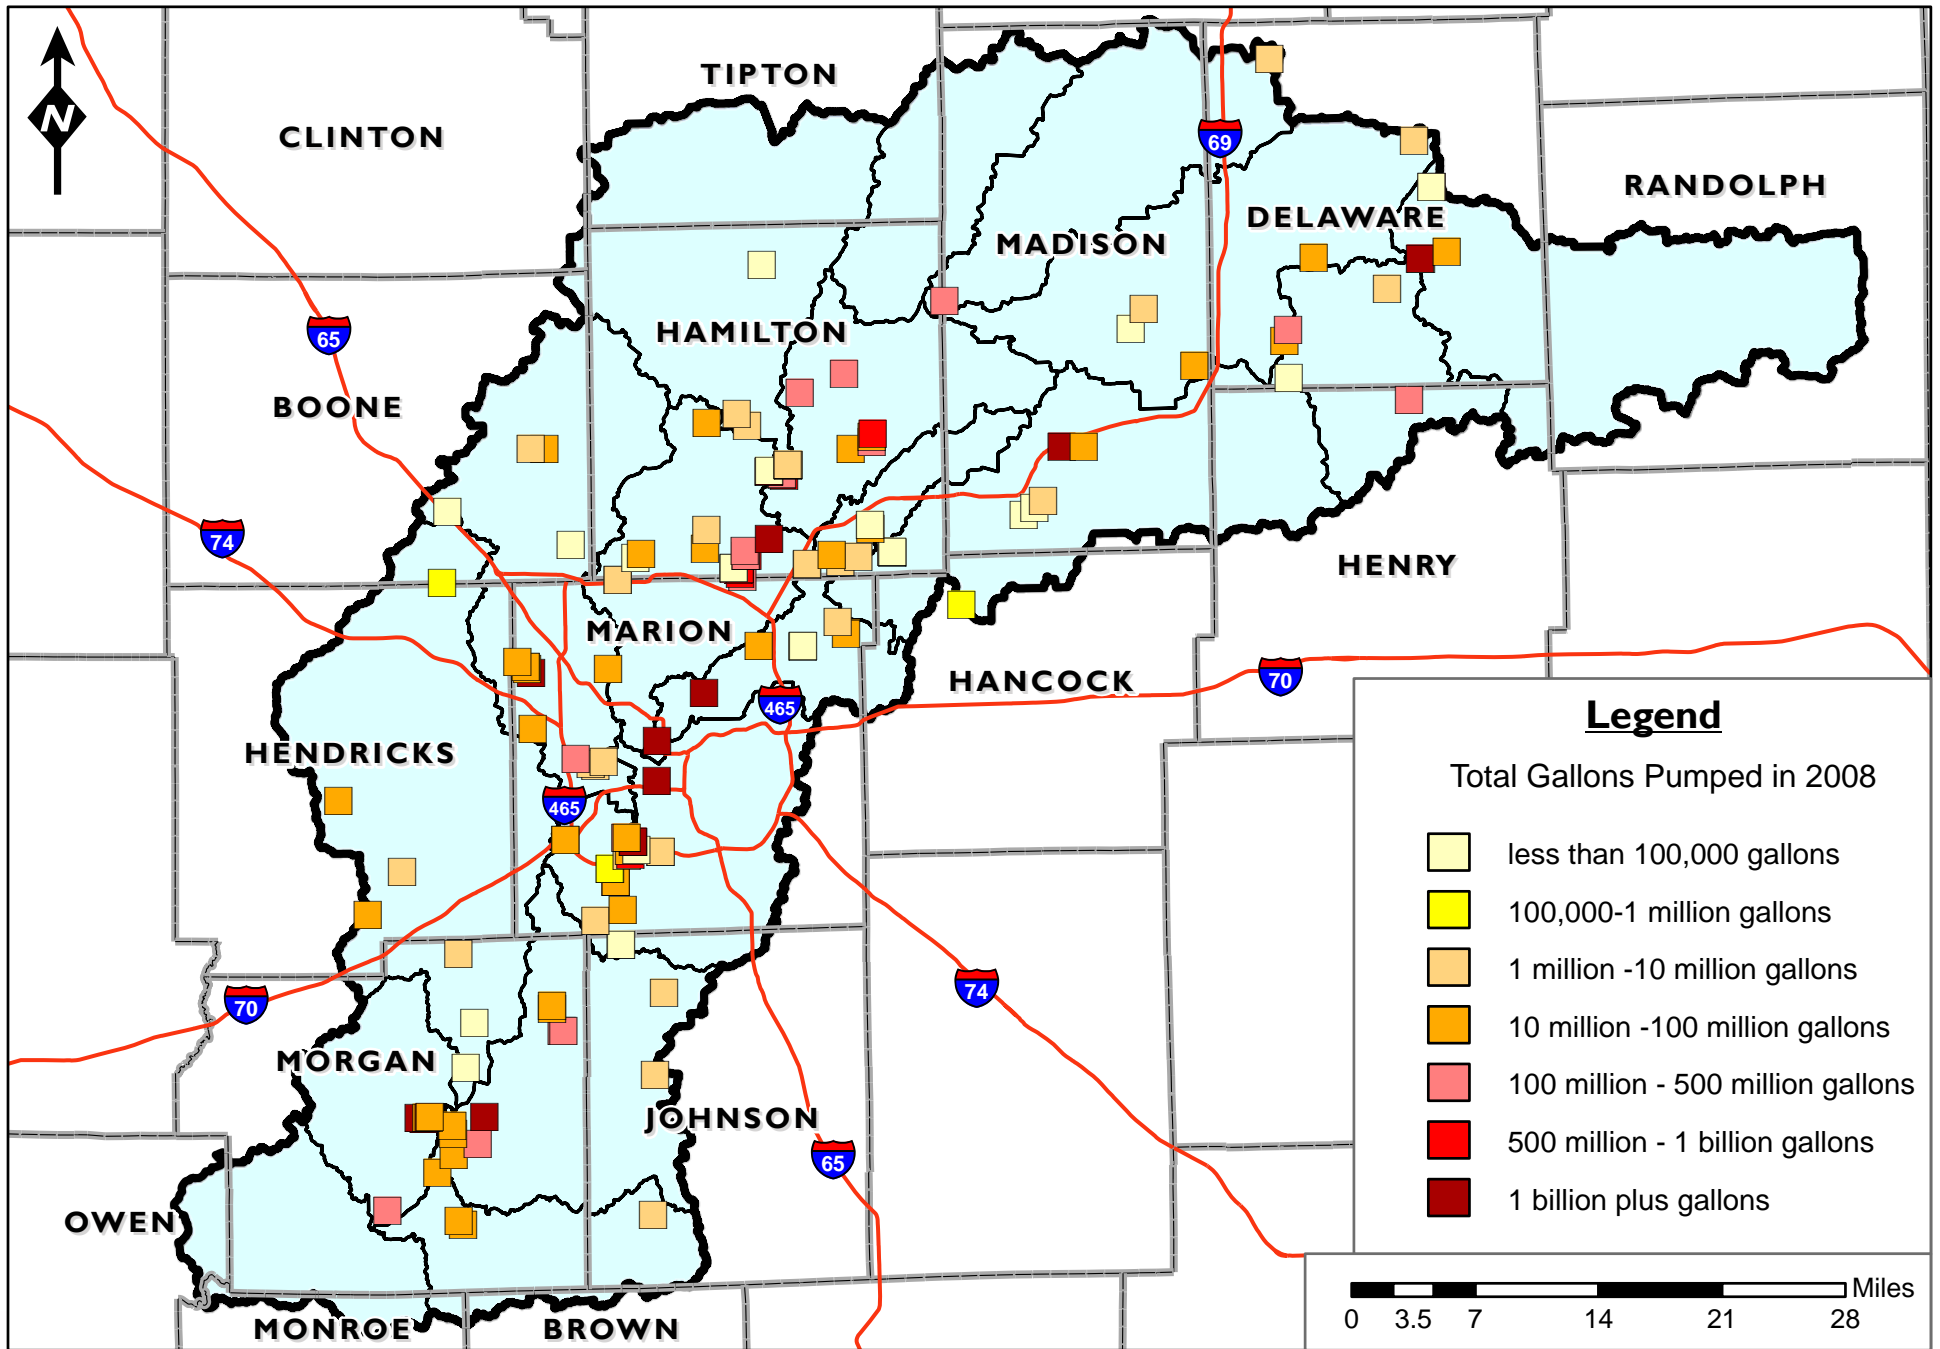 N
TIPTON
CLINTON
69
RANDOLPH
DELAWARE
MADISON
65
HAMILTON
BOONE
74
HENRY
MARION
HANCOCK
70
465
HENDRICKS
465
Legend
Total Gallons Pumped in 2008
less than 100,000 gallons
100,000-1 million gallons
1 million -10 million gallons
10 million -100 million gallons
100 million - 500 million gallons
500 million - 1 billion gallons
1 billion plus gallons
74
70
MORGAN
JOHNSON
65
OWEN
MONROE
BROWN
Miles
0 3.5 7 14 21 28